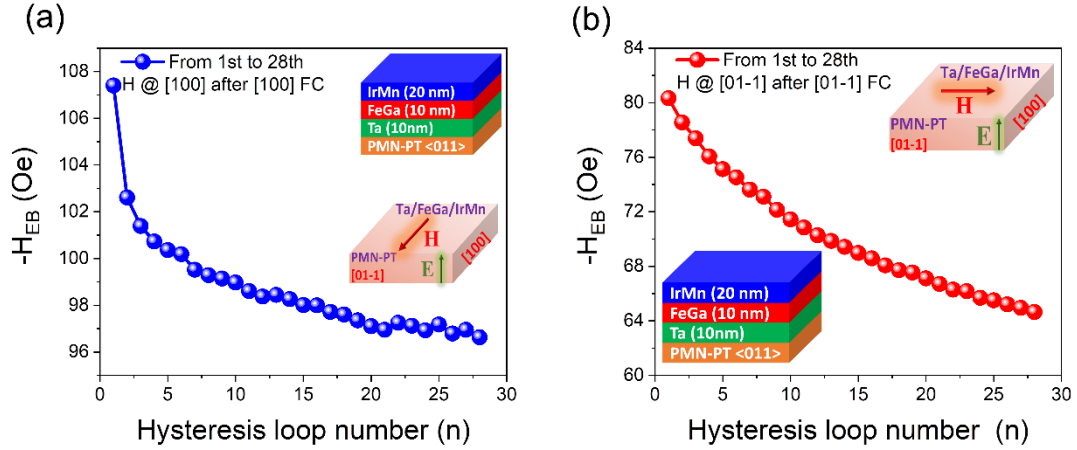 (a)
From 1st to 28th
H @ [100] after [100] FC
IrMn (20 nm)
FeGa (10 nm)
Ta (10nm)
PMN-PT <011>
Ta/FeGa/IrMn
H
PMN-PT
[01-1]
E
[100]
-H_EB (Oe)
108
106
104
102
100
98
96
0
5
10
15
20
25
30
Hysteresis loop number (n)
(b)
From 1st to 28th
H @ [01-1] after [01-1] FC
Ta/FeGa/IrMn
H
PMN-PT
[01-1]
E
[100]
IrMn (20 nm)
FeGa (10 nm)
Ta (10nm)
PMN-PT <011>
-H_EB (Oe)
84
80
76
72
68
64
60
0
5
10
15
20
25
30
Hysteresis loop number (n)